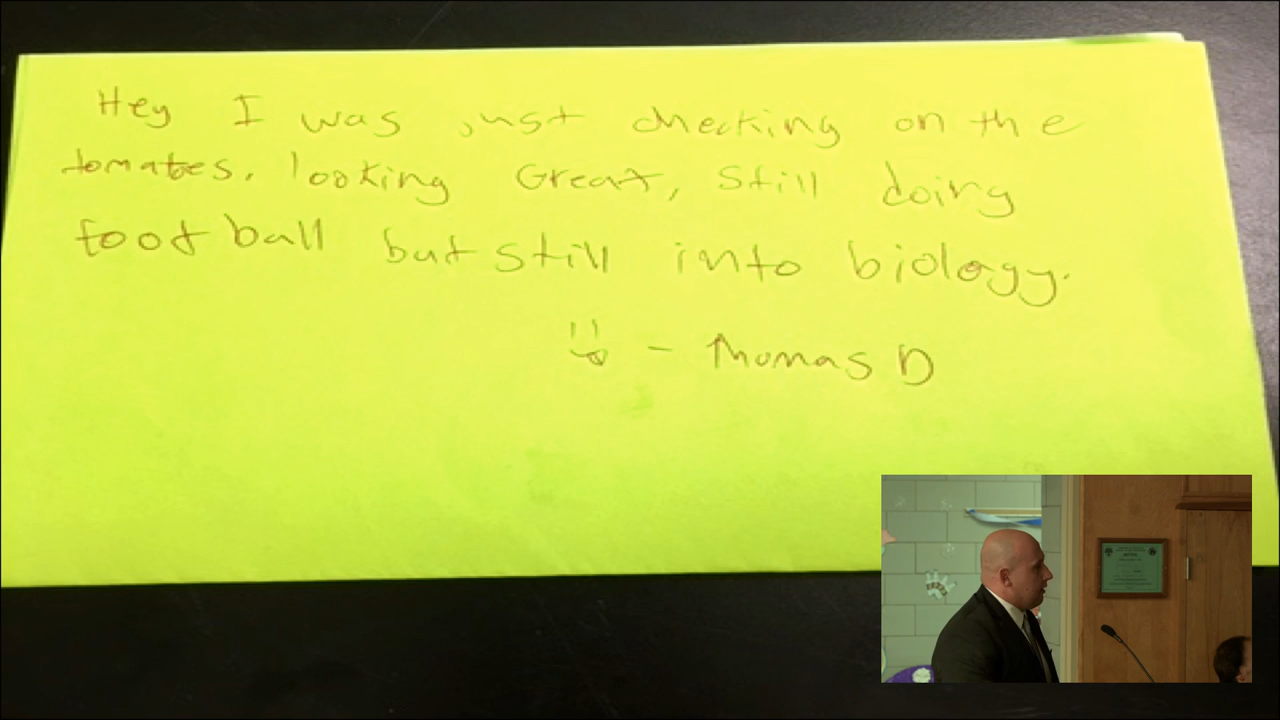 Hey I was just checking on the
tomatoes. looking Great, Still doing
football but still into biology.
- Thomas D